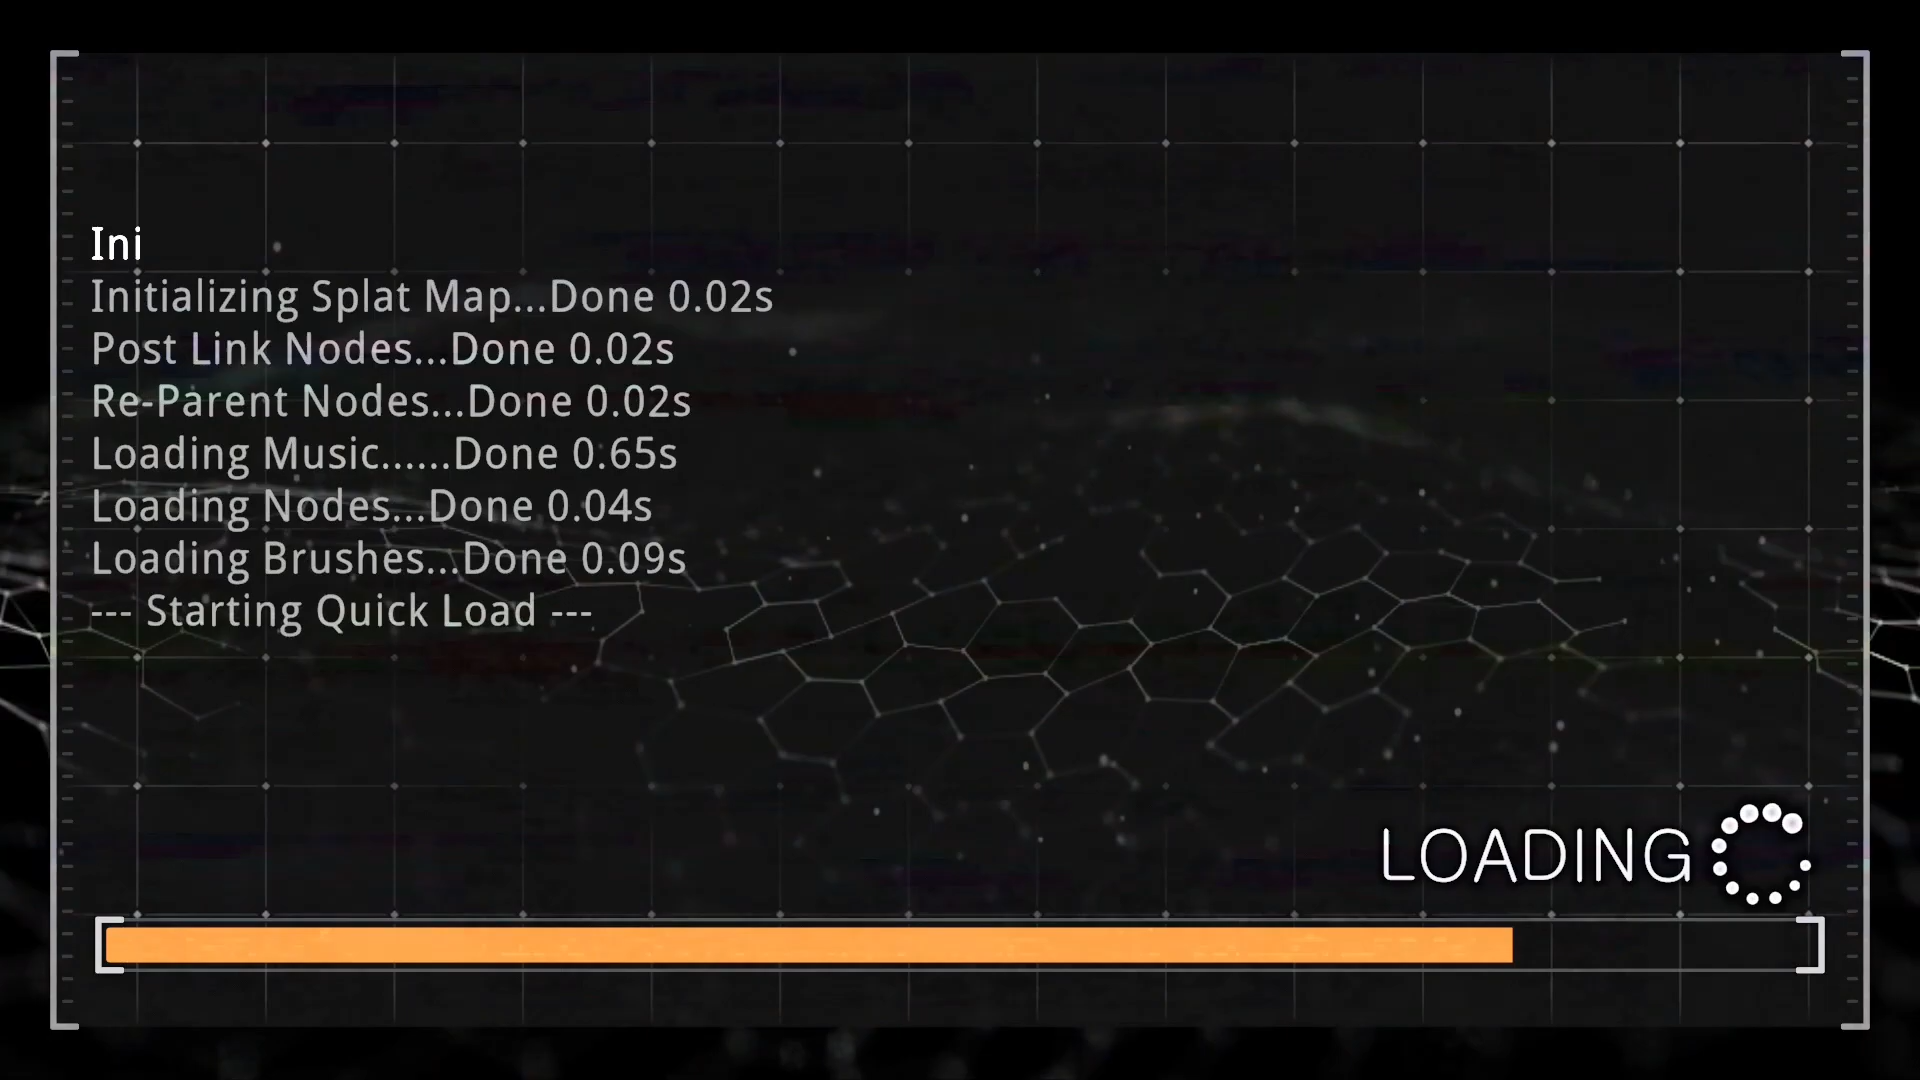 Ini
Initializing Splat Map...Done 0.02s
Post Link Nodes...Done 0.02s
Re-Parent Nodes...Done 0.02s
Loading Music......Done 0.65s
Loading Nodes...Done 0.04s
Loading Brushes...Done 0.09s
--- Starting Quick Load ---
LOADING